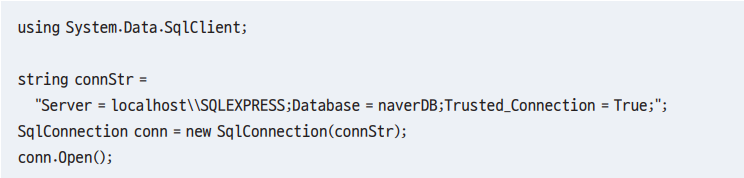 using System.Data.SqlClient;
string connStr =
"Server = localhost\\SQLEXPRESS;Database = naverDB;Trusted_Connection = True;";
SqlConnection conn = new SqlConnection(connStr);
conn.Open();